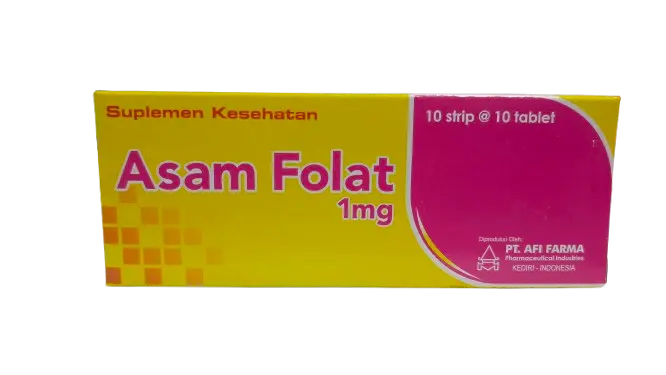 Suplemen Kesehatan
10 strip @ 10 tablet
Asam Folat
1mg
Diproduksi Oleh:
PT. AFI FARMA
Pharmaceutical Industries
KEDIRI - INDONESIA